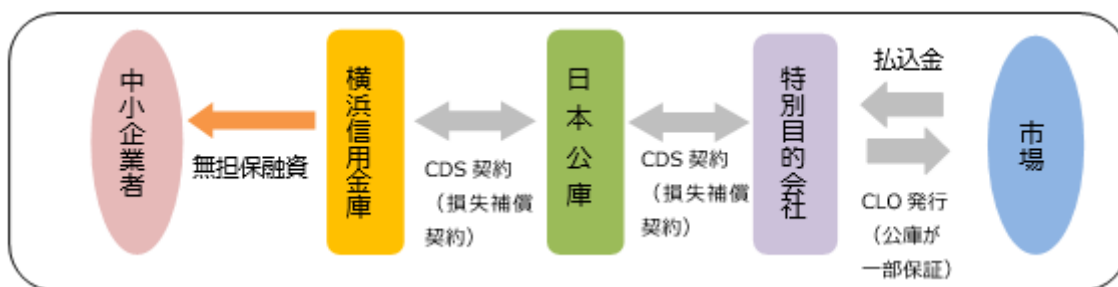 中小企業者
無担保融資
横浜信用金庫
CDS 契約
（損失補償
契約）
日本公庫
CDS 契約
（損失補償
契約）
特別目的会社
払込金
CLO 発行
（公庫が
一部保証）
市場